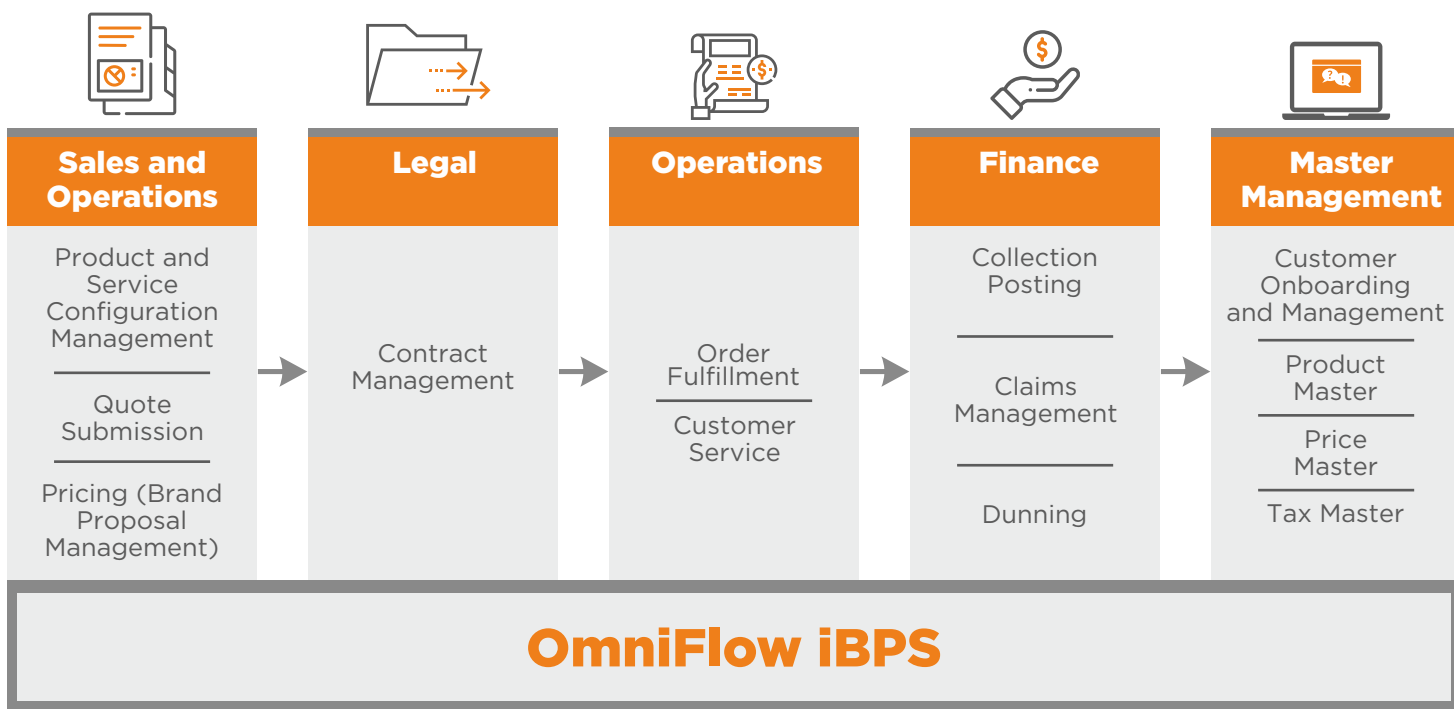 Sales and
Operations
Product and
Service
Configuration
Management
Quote
Submission
Pricing (Brand
Proposal
Management)
Legal
Contract
Management
Operations
Order
Fulfillment
Customer
Service
Finance
Collection
Posting
Claims
Management
Dunning
Master
Management
Customer
Onboarding
and Management
Product
Master
Price
Master
Tax Master
OmniFlow iBPS